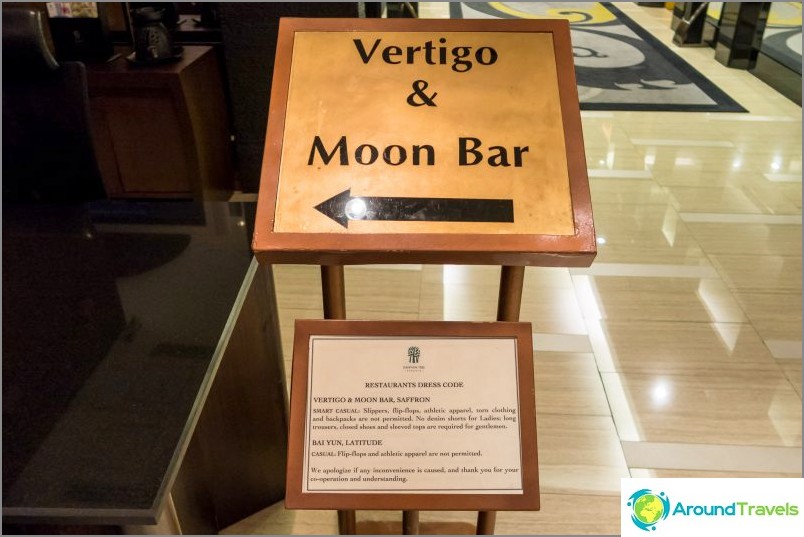 Vertigo
&
Moon Bar
BANYAN TREE
RESTAURANTS DRESS CODE
VERTIGO & MOON BAR, SAFFRON
SMART CASUAL: Slippers, flip-flops, athletic apparel, torn clothing
and backpacks are not permitted. No denim shorts for Ladies; long
trousers, closed shoes and sleeved tops are required for gentlemen.
BAI YUN, LATITUDE
CASUAL: Flip-flops and athletic apparel are not permitted.
We apologize if any inconvenience is caused, and thank you for your
co-operation and understanding.
AroundTravels